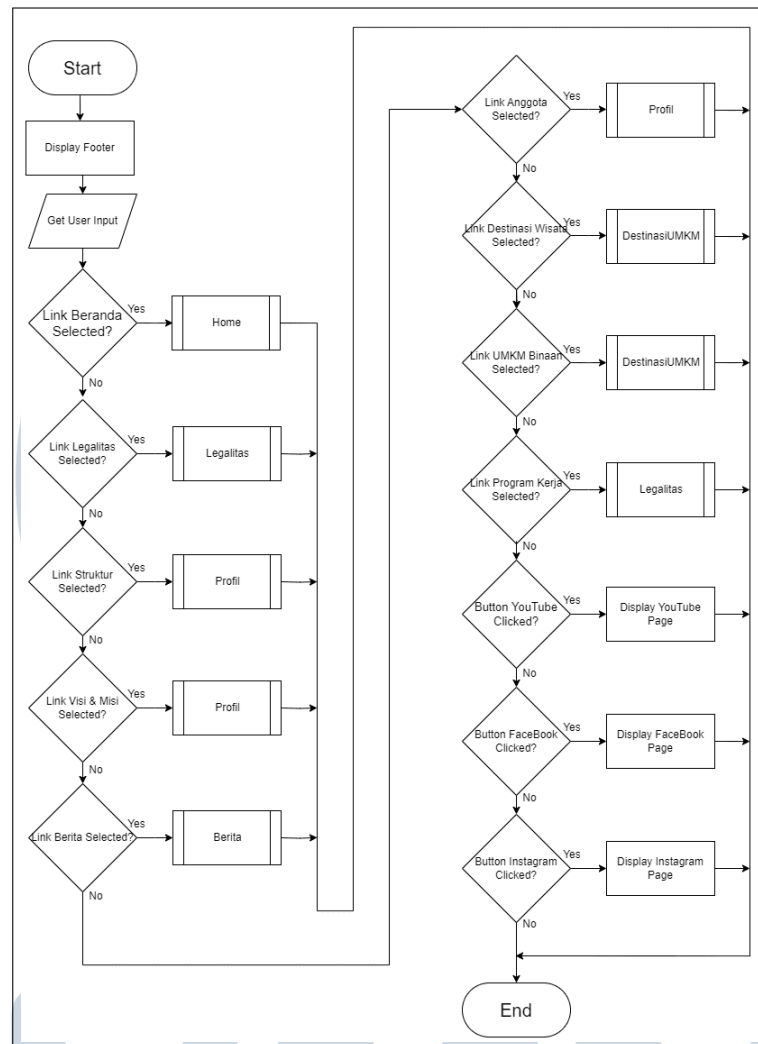 Start
Display Footer
Get User Input
Link Beranda
Selected?
Yes
Home
No
Link Legalitas
Selected?
Yes
Legalitas
No
Link Struktur
Selected?
Yes
Profil
No
Link Visi & Misi
Selected?
Yes
Profil
No
Link Berita Selected?
Yes
Berita
No
Link Anggota
Selected?
Yes
Profil
No
Link Destinasi Wisata
Selected?
Yes
DestinasiUMKM
No
Link UMKM Binaan
Selected?
Yes
DestinasiUMKM
No
Link Program Kerja
Selected?
Yes
Legalitas
No
Button YouTube
Clicked?
Yes
Display YouTube
Page
No
Button FaceBook
Clicked?
Yes
Display FaceBook
Page
No
Button Instagram
Clicked?
Yes
Display Instagram
Page
No
End